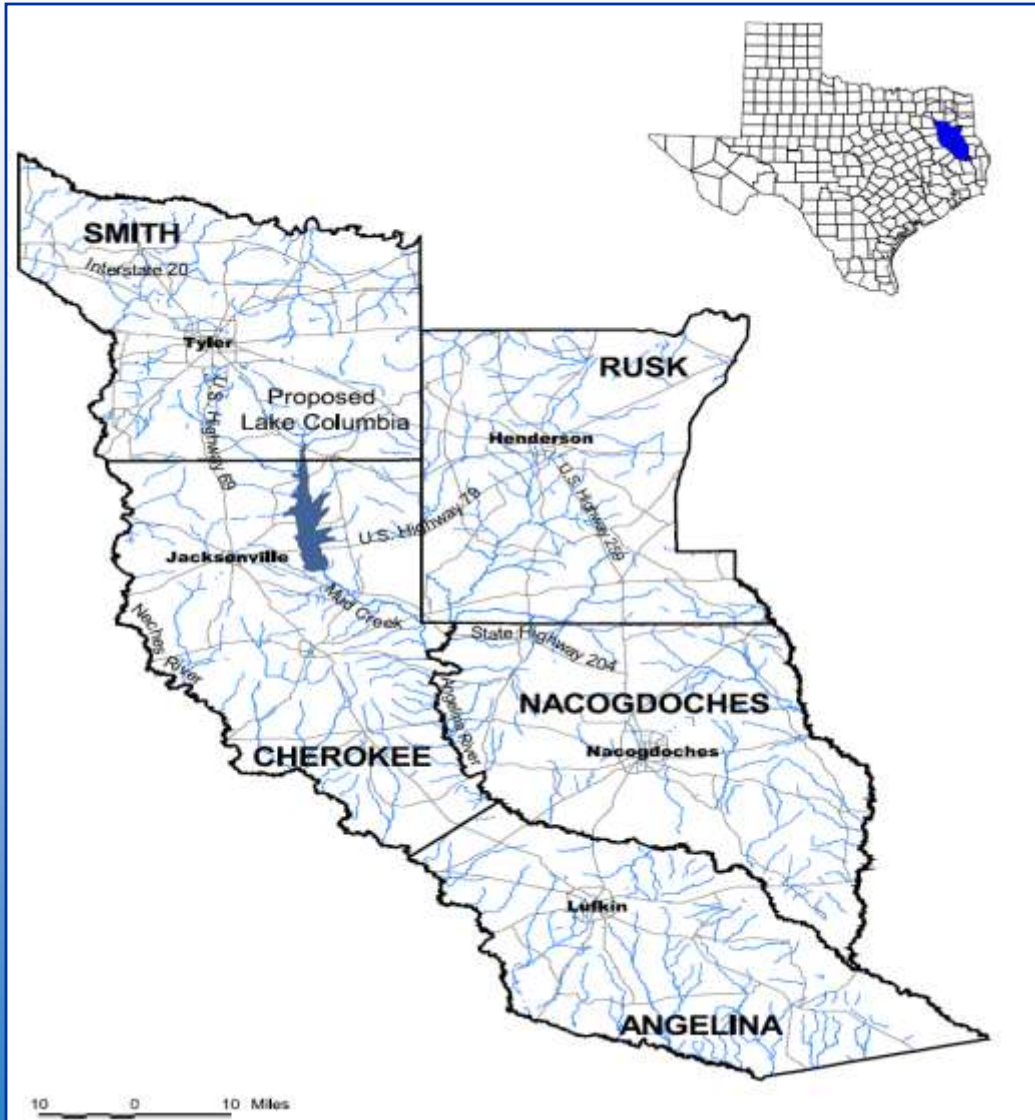 SMITH
Interstate 20
Tyler
U.S. Highway 69
Proposed
Lake Columbia
RUSK
Henderson
U.S. Highway 259
U.S. Highway 79
Jacksonville
Mud Creek
Neches River
State Highway 204
Angelina River
NACOGDOCHES
Nacogdoches
CHEROKEE
Lufkin
ANGELINA
10 0 10 Miles